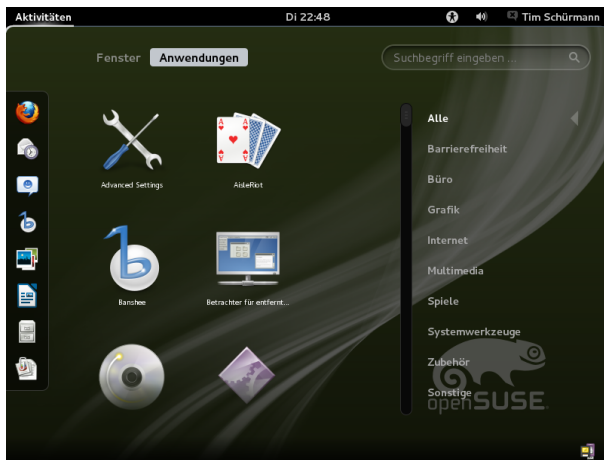 Aktivitäten
Di 22:48
Tim Schürmann
Fenster
Anwendungen
Suchbegriff eingeben ...
Advanced Settings
AisleRiot
Banshee
Betrachter für entfernt...
Alle
Barrierefreiheit
Büro
Grafik
Internet
Multimedia
Spiele
Systemwerkzeuge
Zubehör
Sonstige
openSUSE